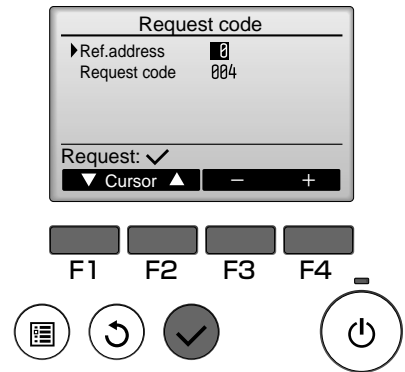 Request code
Ref.address 0
Request code 004
Request: ✓
▼ Cursor ▲ − +
F1 F2 F3 F4